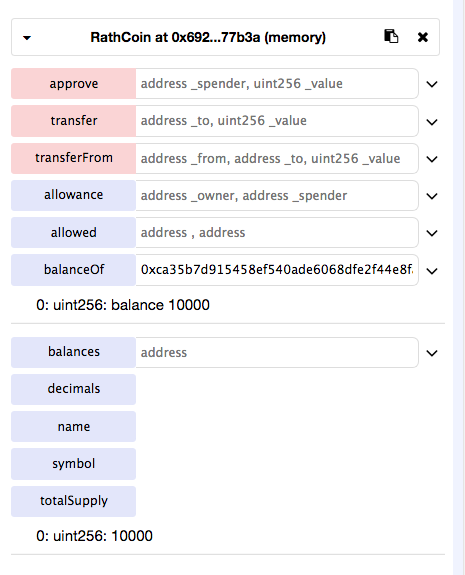 RathCoin at 0x692...77b3a (memory)
approve address _spender, uint256 _value
transfer address _to, uint256 _value
transferFrom address _from, address _to, uint256 _value
allowance address _owner, address _spender
allowed address , address
balanceOf 0xca35b7d915458ef540ade6068dfe2f44e8f
0: uint256: balance 10000
balances address
decimals
name
symbol
totalSupply
0: uint256: 10000